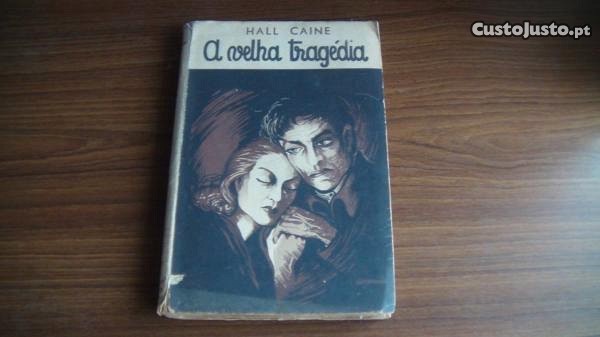 CustoJusto.pt
HALL CAINE
A velha tragédia